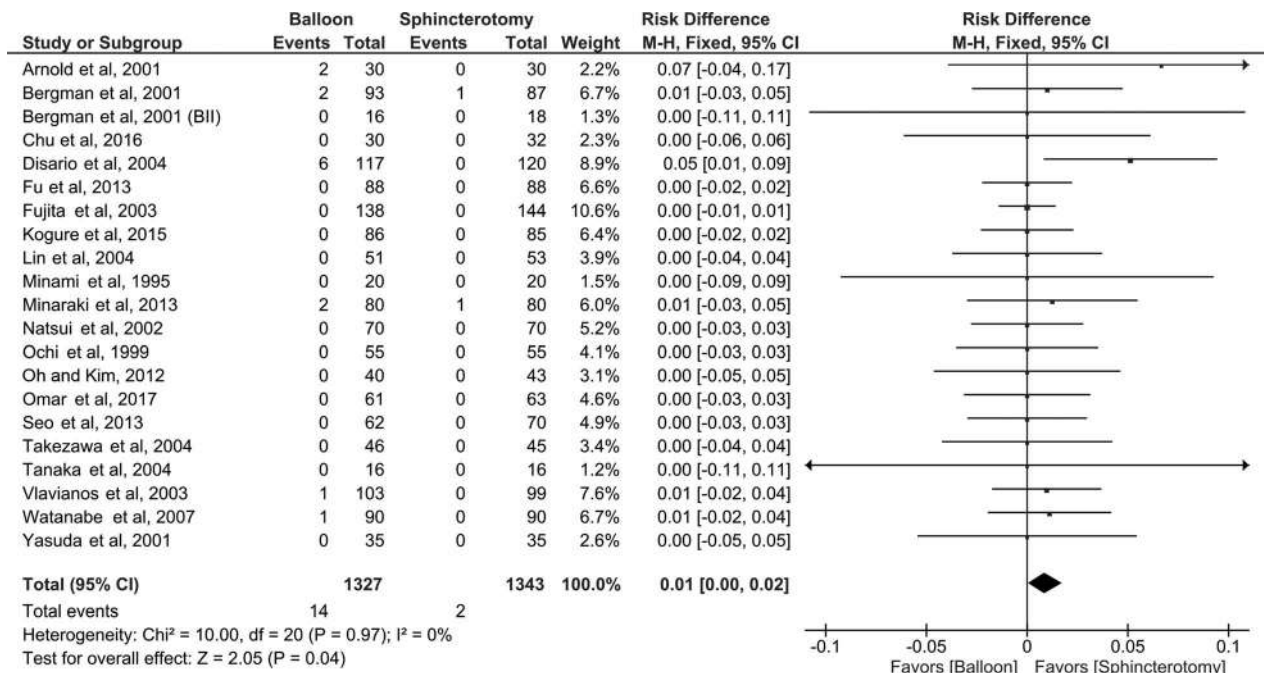 Balloon Sphincterotomy Risk Difference Risk Difference
Study or Subgroup Events Total Events Total Weight M-H, Fixed, 95% CI M-H, Fixed, 95% CI
Arnold et al, 2001 2 30 0 30 2.2% 0.07 [-0.04, 0.17]
Bergman et al, 2001 2 93 1 87 6.7% 0.01 [-0.03, 0.05]
Bergman et al, 2001 (BII) 0 16 0 18 1.3% 0.00 [-0.11, 0.11]
Chu et al, 2016 0 30 0 32 2.3% 0.00 [-0.06, 0.06]
Disario et al, 2004 6 117 0 120 8.9% 0.05 [0.01, 0.09]
Fu et al, 2013 0 88 0 88 6.6% 0.00 [-0.02, 0.02]
Fujita et al, 2003 0 138 0 144 10.6% 0.00 [-0.01, 0.01]
Kogure et al, 2015 0 86 0 85 6.4% 0.00 [-0.02, 0.02]
Lin et al, 2004 0 51 0 53 3.9% 0.00 [-0.04, 0.04]
Minami et al, 1995 0 20 0 20 1.5% 0.00 [-0.09, 0.09]
Minaraki et al, 2013 2 80 1 80 6.0% 0.01 [-0.03, 0.05]
Natsui et al, 2002 0 70 0 70 5.2% 0.00 [-0.03, 0.03]
Ochi et al, 1999 0 55 0 55 4.1% 0.00 [-0.03, 0.03]
Oh and Kim, 2012 0 40 0 43 3.1% 0.00 [-0.05, 0.05]
Omar et al, 2017 0 61 0 63 4.6% 0.00 [-0.03, 0.03]
Seo et al, 2013 0 62 0 70 4.9% 0.00 [-0.03, 0.03]
Takezawa et al, 2004 0 46 0 45 3.4% 0.00 [-0.04, 0.04]
Tanaka et al, 2004 0 16 0 16 1.2% 0.00 [-0.11, 0.11]
Vlavianos et al, 2003 1 103 0 99 7.6% 0.01 [-0.02, 0.04]
Watanabe et al, 2007 1 90 0 90 6.7% 0.01 [-0.02, 0.04]
Yasuda et al, 2001 0 35 0 35 2.6% 0.00 [-0.05, 0.05]
Total (95% CI) 1327 1343 100.0% 0.01 [0.00, 0.02]
Total events 14 2
Heterogeneity: Chi² = 10.00, df = 20 (P = 0.97); I² = 0%
Test for overall effect: Z = 2.05 (P = 0.04)
-0.1 -0.05 0 0.05 0.1
Favors [Balloon] Favors [Sphincterotomy]